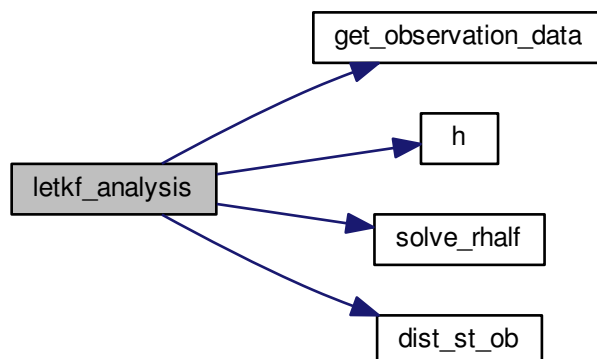 get_observation_data
h
letkf_analysis
solve_rhalf
dist_st_ob